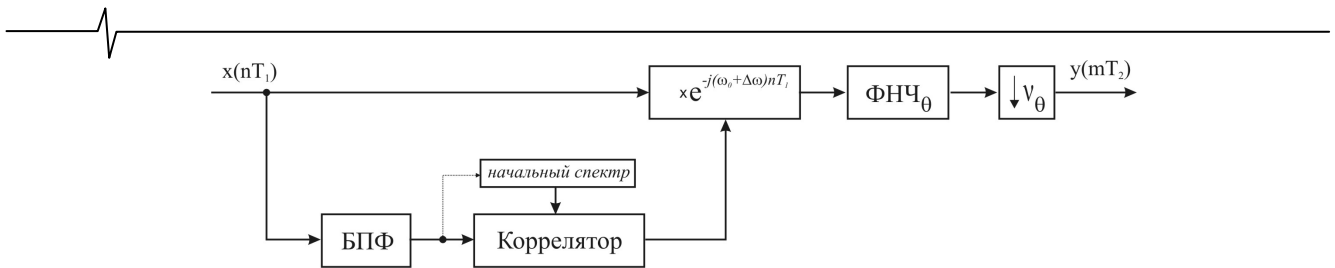 x(nT₁)
×e^-j(ω₀+Δω)nT₁
ФНЧ_θ
↓ν_θ
y(mT₂)
начальный спектр
БПФ
Коррелятор